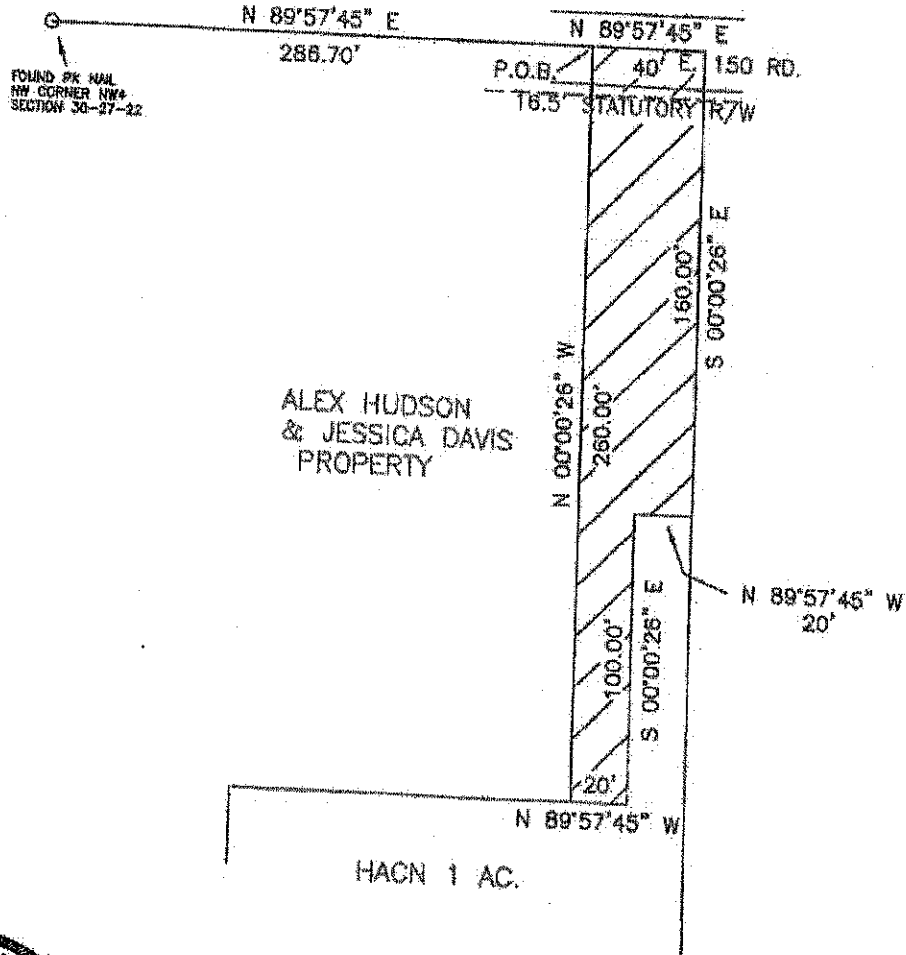 N 89°57'45" E
286.70'
FOUND PK NAIL
NW CORNER NW4
SECTION 30-27-22
N 89°57'45" E
P.O.B.
40' E. 150 RD.
16.5' STATUTORY R/W
160.00'
S 00°00'26" E
N 00°00'26" W
260.00'
ALEX HUDSON
& JESSICA DAVIS
PROPERTY
N 89°57'45" W
20'
100.00'
S 00°00'26" E
20'
N 89°57'45" W
HACN 1 AC.